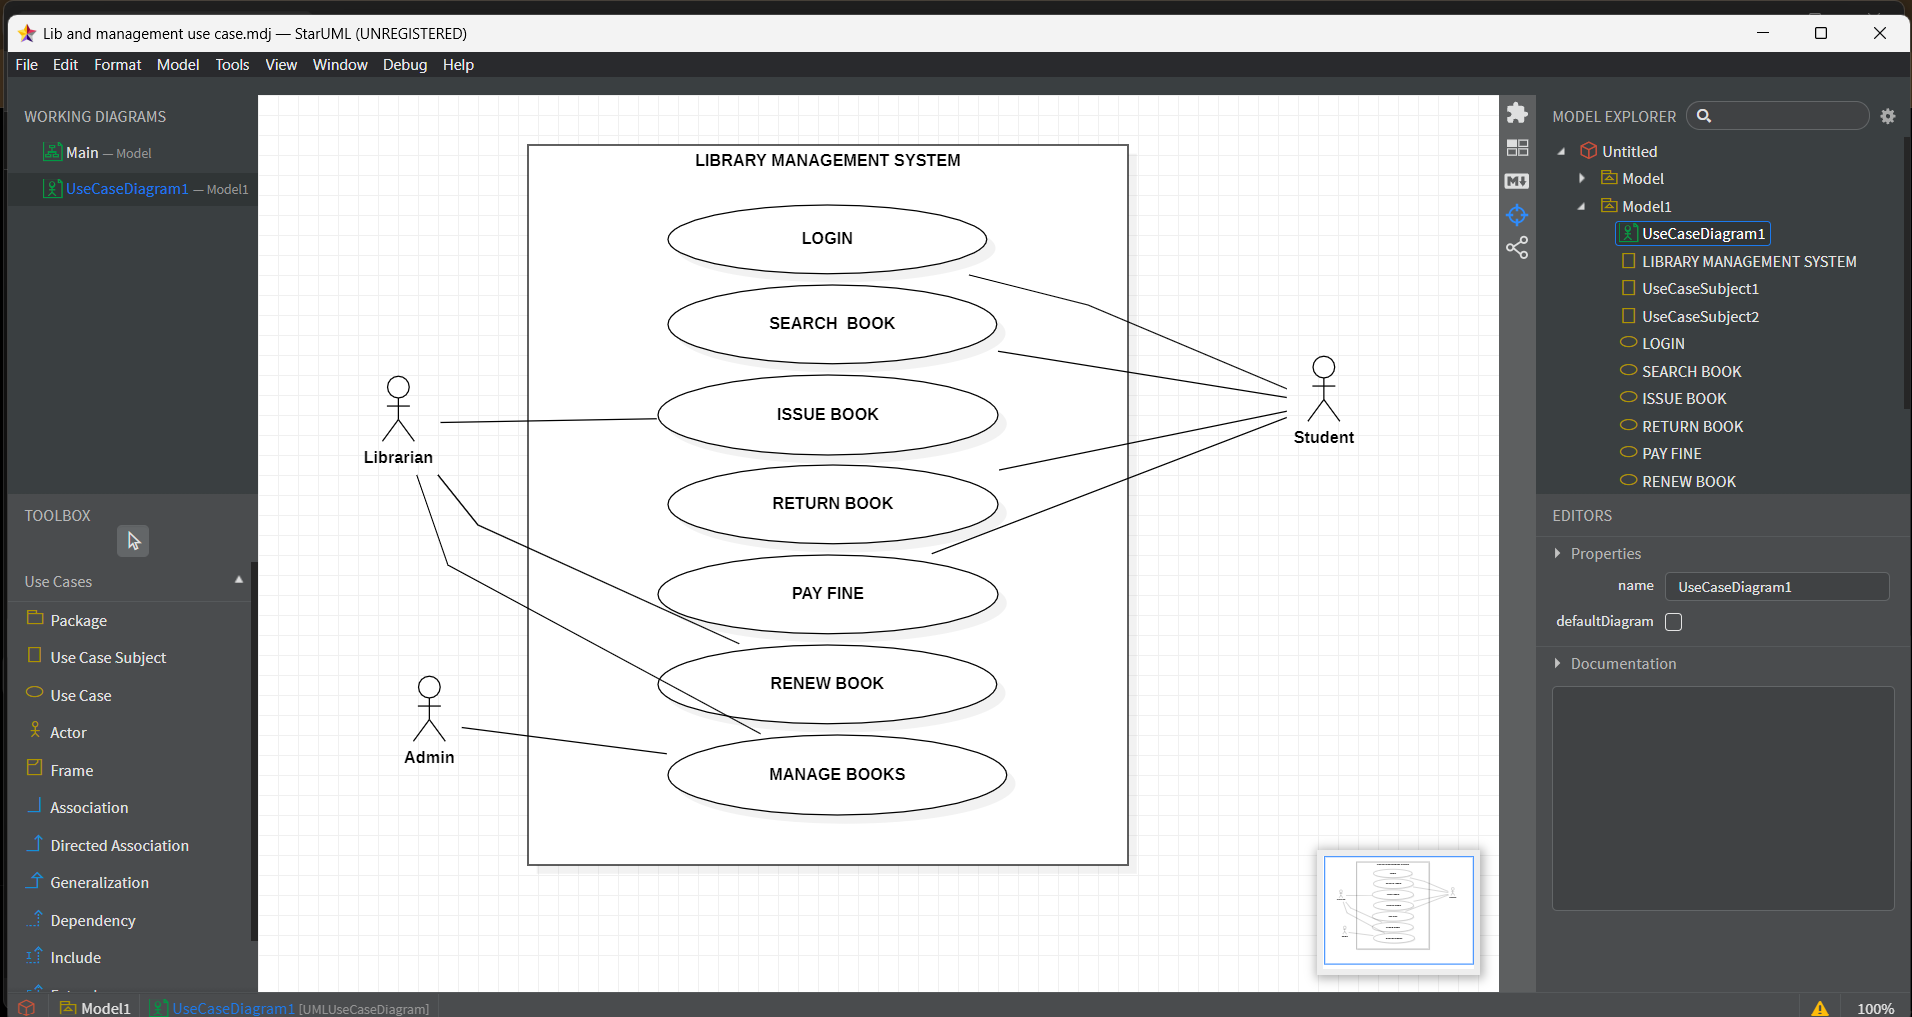 Lib and management use case.mdj — StarUML (UNREGISTERED)
File Edit Format Model Tools View Window Debug Help
WORKING DIAGRAMS
Main — Model
UseCaseDiagram1 — Model1
TOOLBOX
Use Cases
Package
Use Case Subject
Use Case
Actor
Frame
Association
Directed Association
Generalization
Dependency
Include
LIBRARY MANAGEMENT SYSTEM
LOGIN
SEARCH  BOOK
ISSUE BOOK
RETURN BOOK
PAY FINE
RENEW BOOK
MANAGE BOOKS
Librarian
Admin
Student
M
MODEL EXPLORER
Untitled
Model
Model1
UseCaseDiagram1
LIBRARY MANAGEMENT SYSTEM
UseCaseSubject1
UseCaseSubject2
LOGIN
SEARCH BOOK
ISSUE BOOK
RETURN BOOK
PAY FINE
RENEW BOOK
EDITORS
Properties
name UseCaseDiagram1
defaultDiagram
Documentation
Model1 UseCaseDiagram1 [UMLUseCaseDiagram]
100%